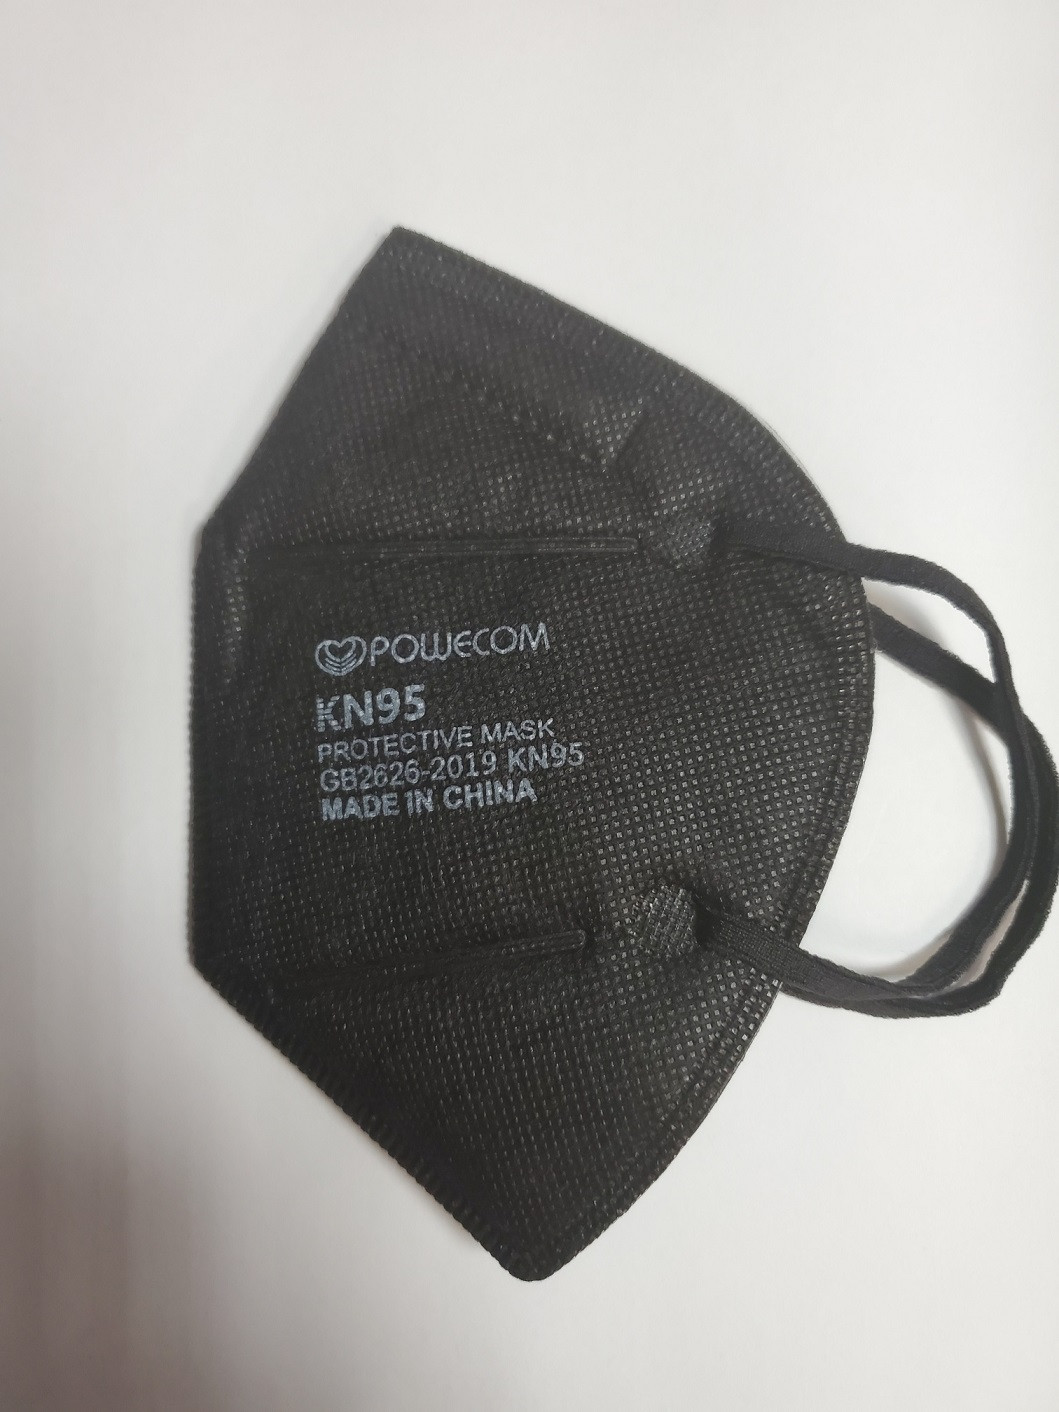 POWECOM
KN95
PROTECTIVE MASK
GB2626-2019 KN95
MADE IN CHINA